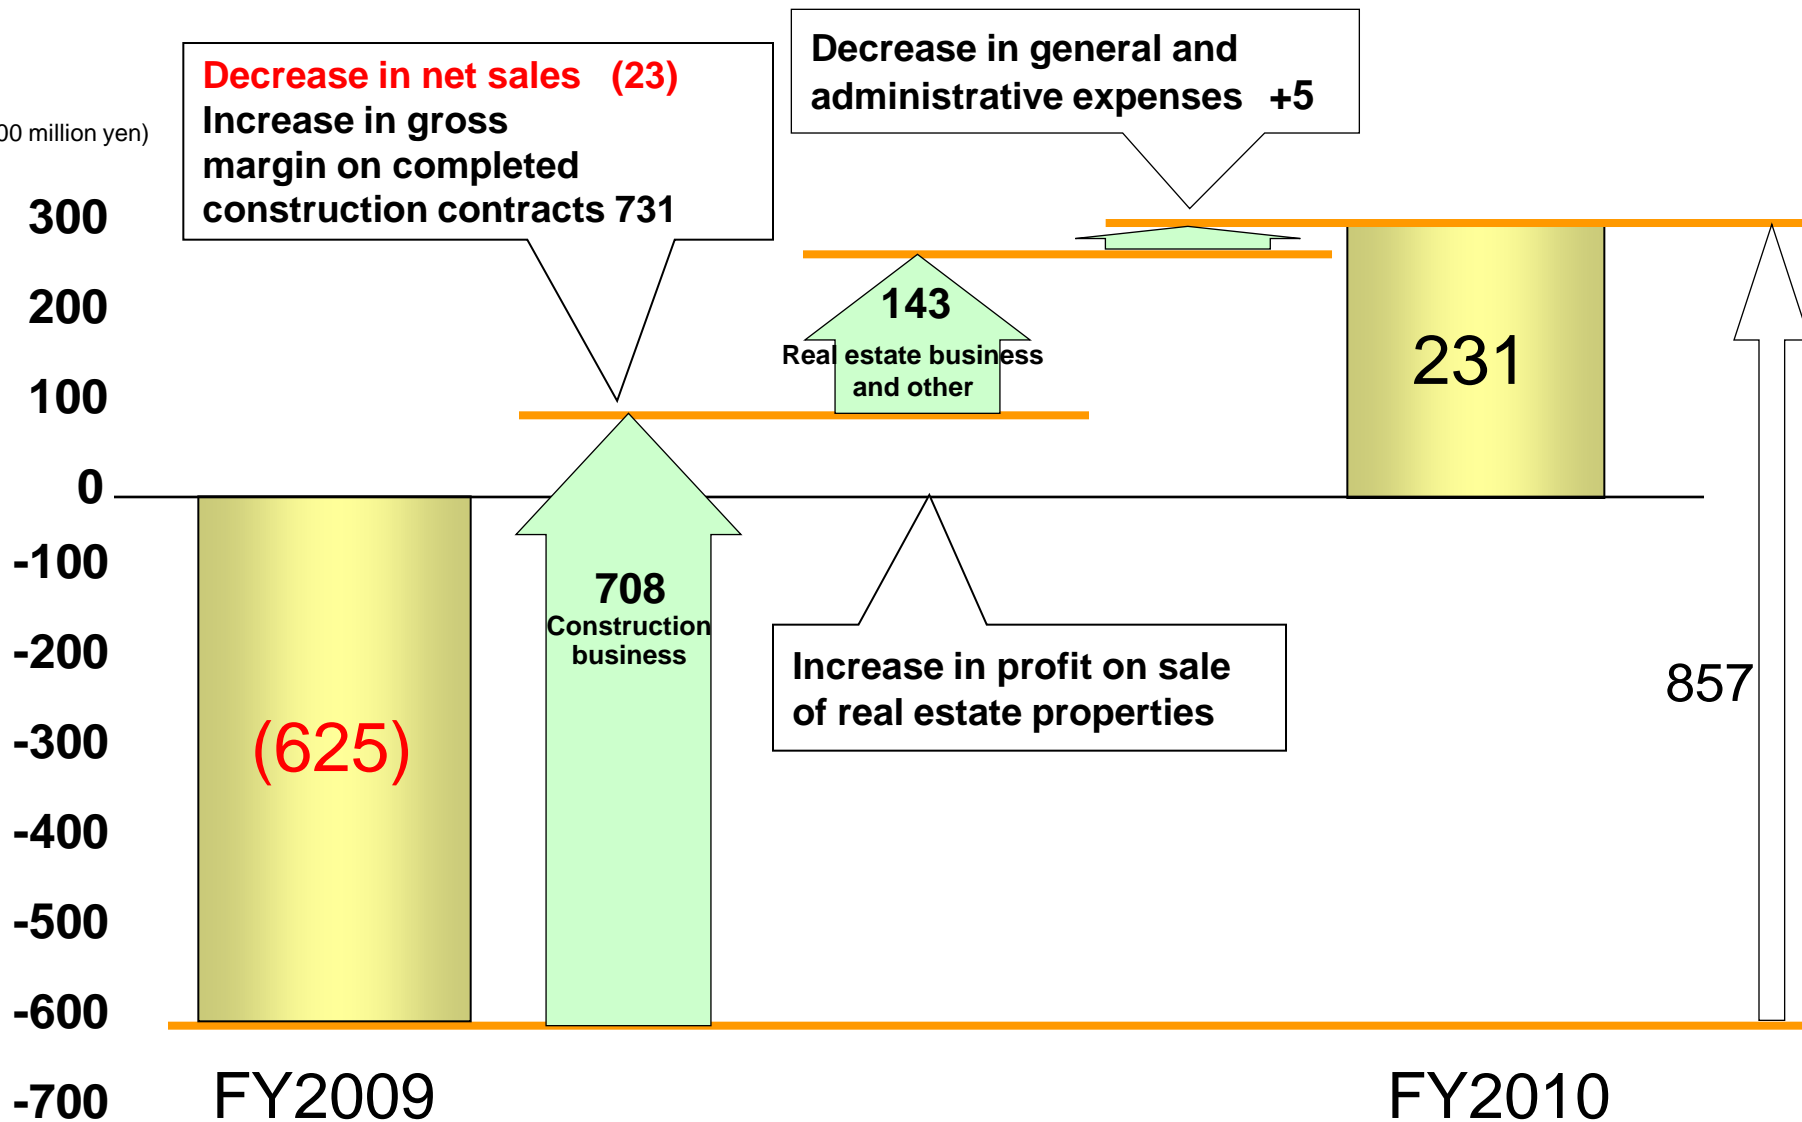 Decrease in net sales (23)
Increase in gross
margin on completed
construction contracts 731
Decrease in general and
administrative expenses +5
00 million yen)
300
200
100
0
-100
-200
-300
-400
-500
-600
-700
143
Real estate business
and other
231
708
Construction
business
Increase in profit on sale
of real estate properties
857
(625)
FY2009
FY2010